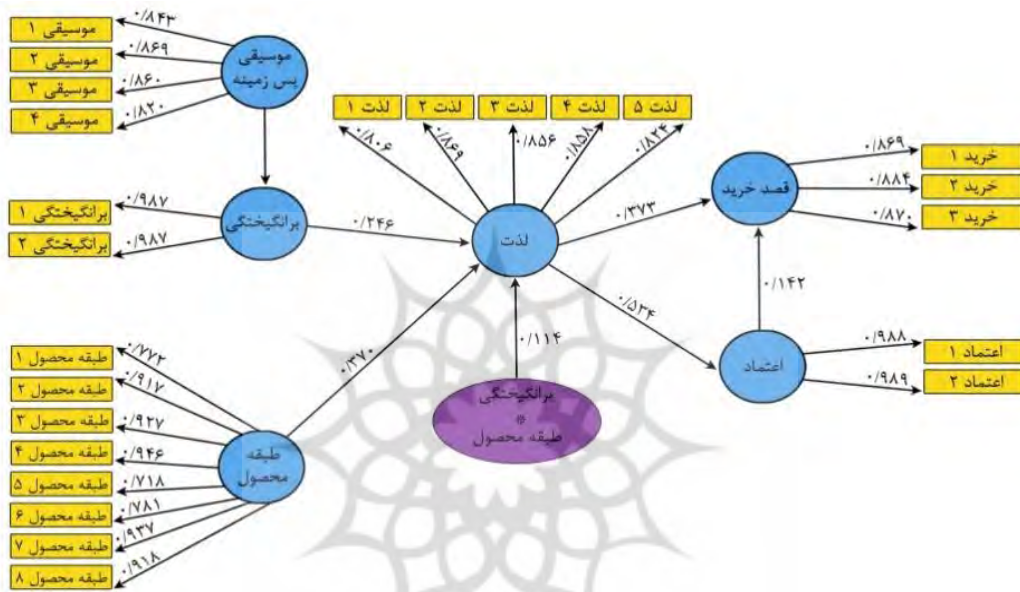 موسیقی ۱
موسیقی ۲
موسیقی ۳
موسیقی ۴
۰/۸۴۳
۰/۸۶۹
۰/۸۶۰
۰/۸۲۰
موسیقی
پس زمینه
لذت ۱
لذت ۲
لذت ۳
لذت ۴
لذت ۵
۰/۸۰۶
۰/۸۶۹
۰/۸۵۶
۰/۸۵۸
۰/۸۲۴
خرید ۱
خرید ۲
خرید ۳
۰/۸۶۹
۰/۸۸۴
۰/۸۷۰
قصد خرید
برانگیختگی ۱
برانگیختگی ۲
۰/۹۸۷
۰/۹۸۷
برانگیختگی
۰/۲۴۶
لذت
۰/۳۷۳
۰/۵۳۴
۰/۱۴۲
اعتماد
۰/۹۸۸
۰/۹۸۹
اعتماد ۱
اعتماد ۲
۰/۳۷۰
۰/۱۱۴
برانگیختگی
*
طبقه محصول
طبقه محصول ۱
طبقه محصول ۲
طبقه محصول ۳
طبقه محصول ۴
طبقه محصول ۵
طبقه محصول ۶
طبقه محصول ۷
طبقه محصول ۸
۰/۷۷۲
۰/۹۱۷
۰/۹۲۷
۰/۹۴۶
۰/۷۱۸
۰/۷۸۱
۰/۹۳۷
۰/۹۱۸
طبقه
محصول